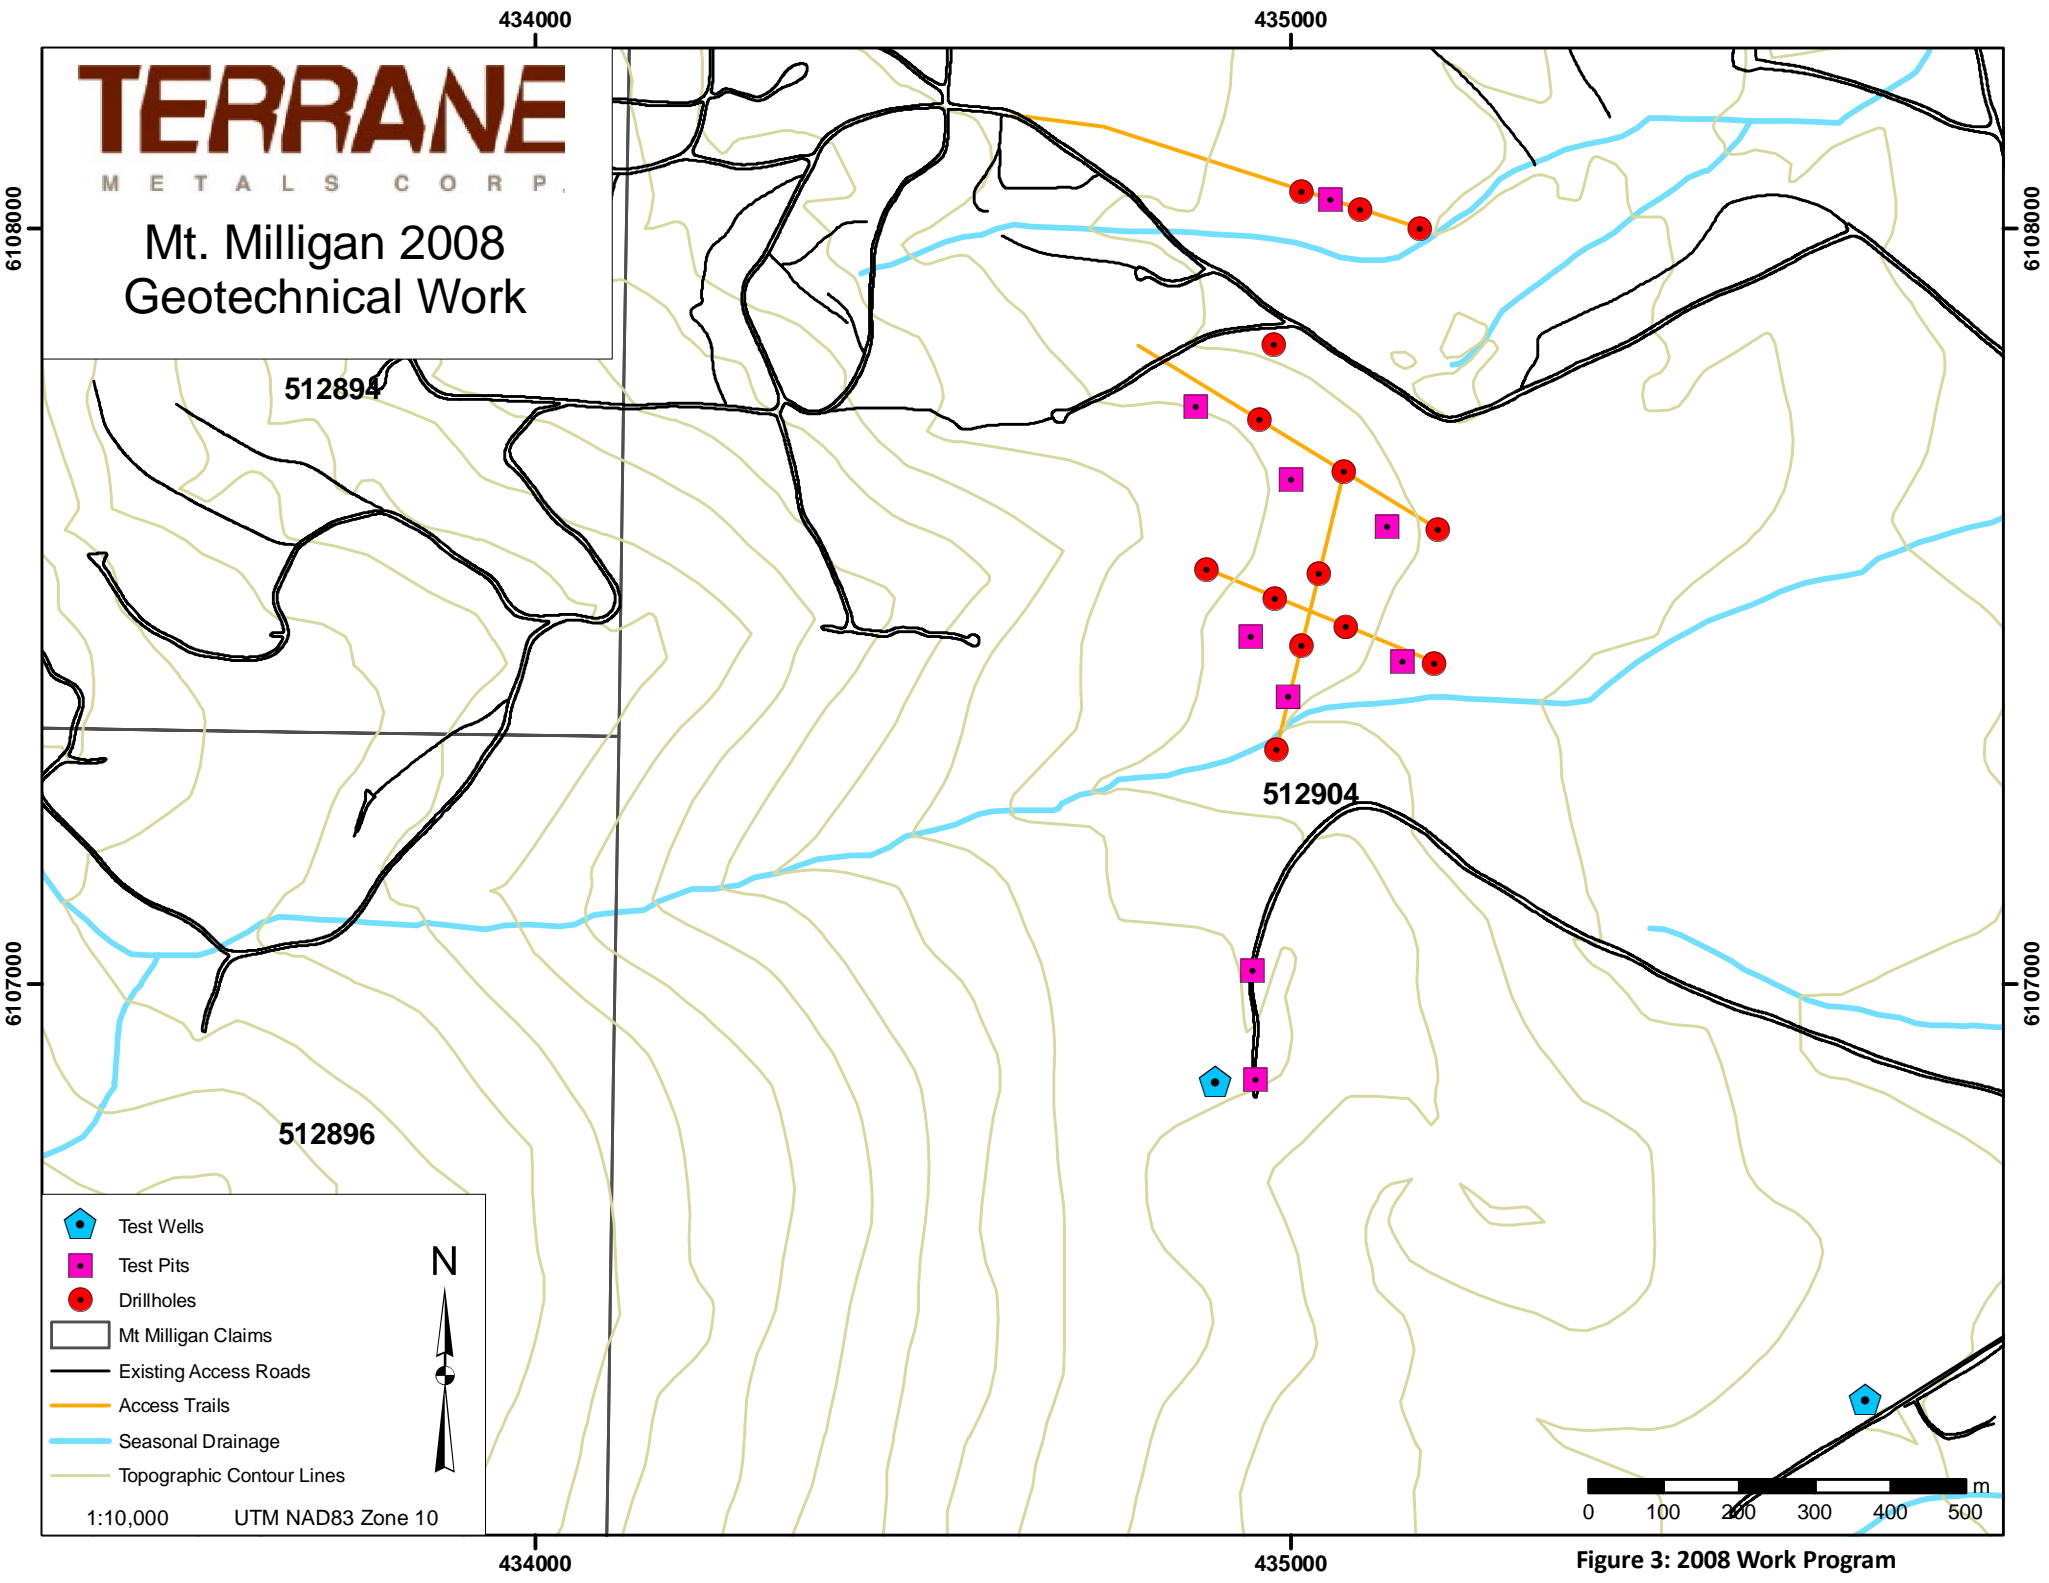 434000
435000
TERRANE
METALS CORP.
Mt. Milligan 2008
Geotechnical Work
6108000
6108000
512894
512904
6107000
6107000
512896
Test Wells
Test Pits
Drillholes
Mt Milligan Claims
Existing Access Roads
Access Trails
Seasonal Drainage
Topographic Contour Lines
N
1:10,000 UTM NAD83 Zone 10
m
0 100 200 300 400 500
434000
435000
Figure 3: 2008 Work Program